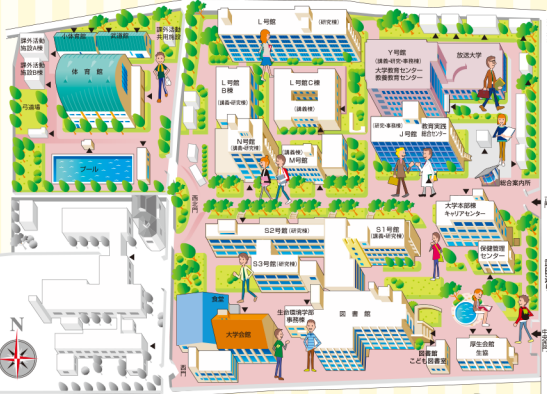 課外活動
施設A棟
小体育館
武道館
課外活動
共用施設
課外活動
施設B棟
体育館
弓道場
プール
L号館
(研究棟)
L号館
B棟
(講義・研究棟)
L号館C棟
(講義棟)
N号館
(講義・研究棟)
(講義棟)
M号館
Y号館
(講義・研究・事務棟)
大学教育センター
教養教育センター
放送大学
(研究・事務棟)
J号館
教育実践
総合センター
総合案内所
西玄門
大学本部棟
キャリアセンター
保健管理
センター
S2号館(研究棟)
S1号館
(講義・研究棟)
S3号館(研究棟)
食堂
大学会館
生命環境学部
事務棟
図書館
図書館
こども図書室
厚生会館
生協
N